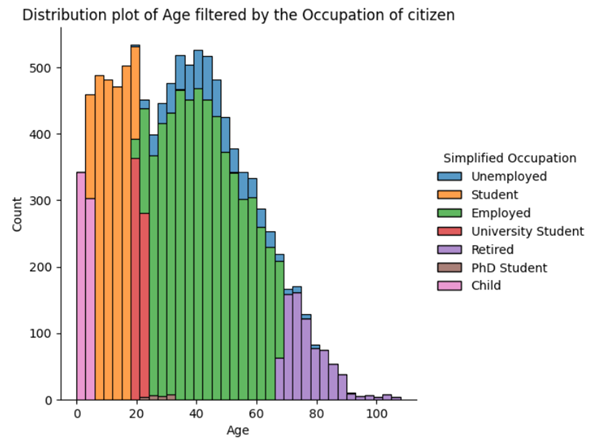 Distribution plot of Age filtered by the Occupation of citizen
500
400
300
200
100
0
Count
0 20 40 60 80 100
Age
Simplified Occupation
Unemployed
Student
Employed
University Student
Retired
PhD Student
Child